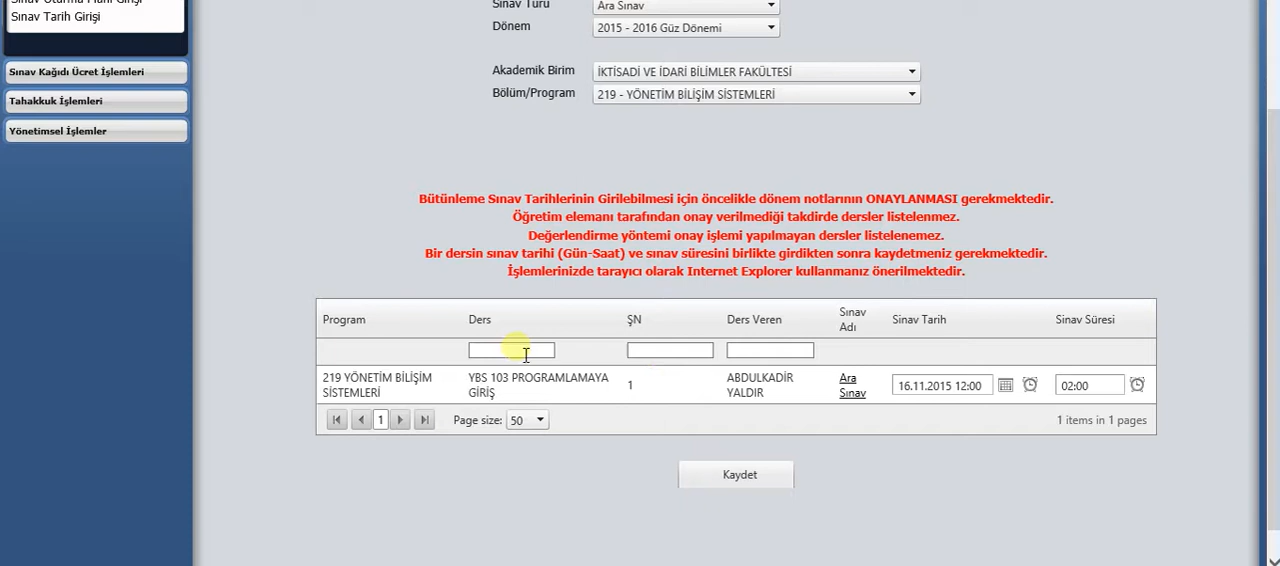 Sınav Oturma Planı Girişi
Sınav Tarih Girişi
Sınav Kağıdı Ücret İşlemleri
Tahakkuk İşlemleri
Yönetimsel İşlemler
Sınav Türü Ara Sınav
Dönem 2015 - 2016 Güz Dönemi
Akademik Birim İKTİSADİ VE İDARİ BİLİMLER FAKÜLTESİ
Bölüm/Program 219 - YÖNETİM BİLİŞİM SİSTEMLERİ
Bütünleme Sınav Tarihlerinin Girilebilmesi için öncelikle dönem notlarının ONAYLANMASI gerekmektedir.
Öğretim elemanı tarafından onay verilmediği takdirde dersler listelenmez.
Değerlendirme yöntemi onay işlemi yapılmayan dersler listelenemez.
Bir dersin sınav tarihi (Gün-Saat) ve sınav süresini birlikte girdikten sonra kaydetmeniz gerekmektedir.
İşlemlerinizde tarayıcı olarak Internet Explorer kullanmanız önerilmektedir.
Program Ders ŞN Ders Veren Sınav Adı Sınav Tarih Sınav Süresi
219 YÖNETİM BİLİŞİM SİSTEMLERİ YBS 103 PROGRAMLAMAYA GİRİŞ 1 ABDULKADİR YALDIR Ara Sınav 16.11.2015 12:00 02:00
1 Page size: 50 1 items in 1 pages
Kaydet